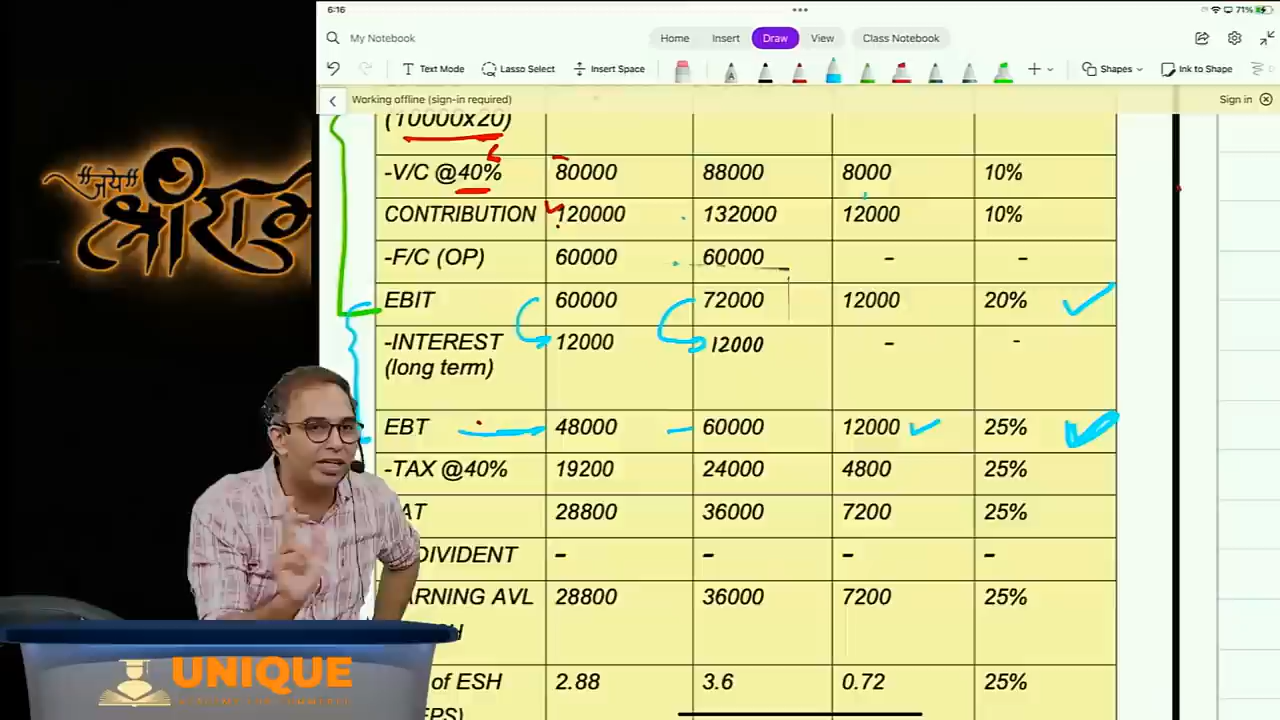 6:16
71%
My Notebook
Home Insert Draw View Class Notebook
Text Mode Lasso Select Insert Space Shapes Ink to Shape
Working offline (sign-in required) Sign in
(10000x20)
-V/C @40% 80000 88000 8000 10%
CONTRIBUTION 120000 132000 12000 10%
-F/C (OP) 60000 60000 – –
EBIT 60000 72000 12000 20%
-INTEREST 12000 12000 – -
(long term)
EBT 48000 60000 12000 25%
-TAX @40% 19200 24000 4800 25%
AT 28800 36000 7200 25%
DIVIDENT – – – –
ARNING AVL 28800 36000 7200 25%
of ESH 2.88 3.6 0.72 25%
EPS)
"जय"
श्रीराम
UNIQUE